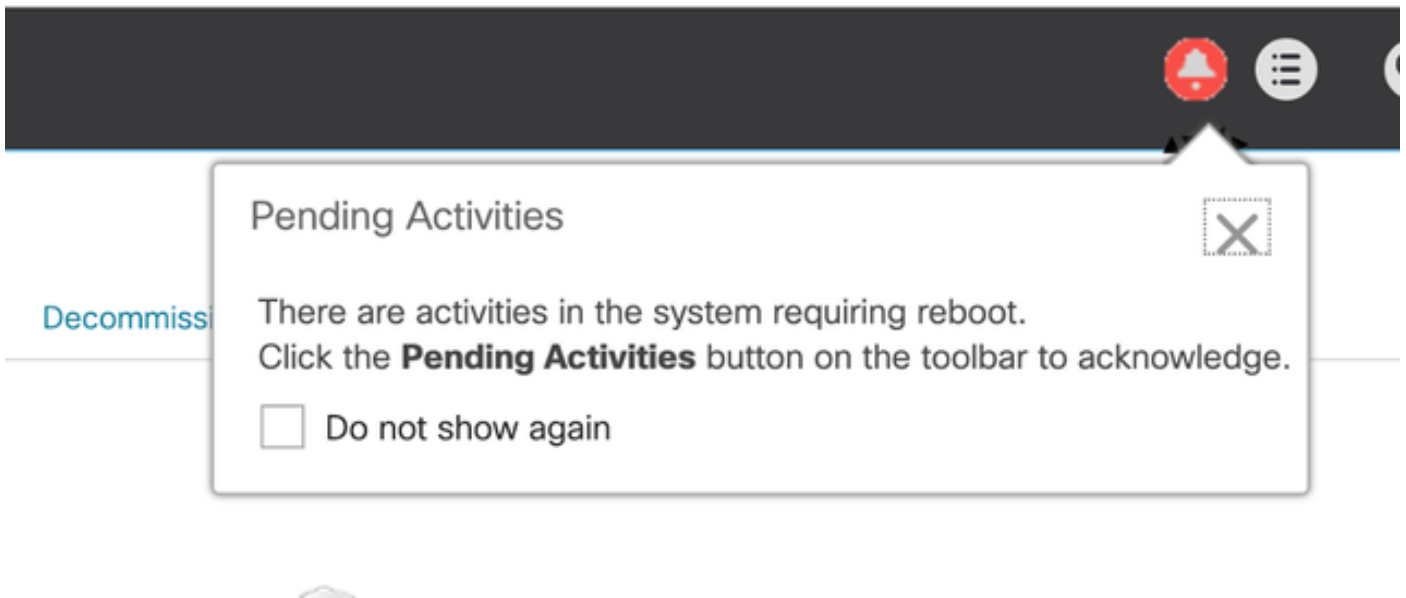 Pending Activities
Decommissi
There are activities in the system requiring reboot.
Click the Pending Activities button on the toolbar to acknowledge.
Do not show again